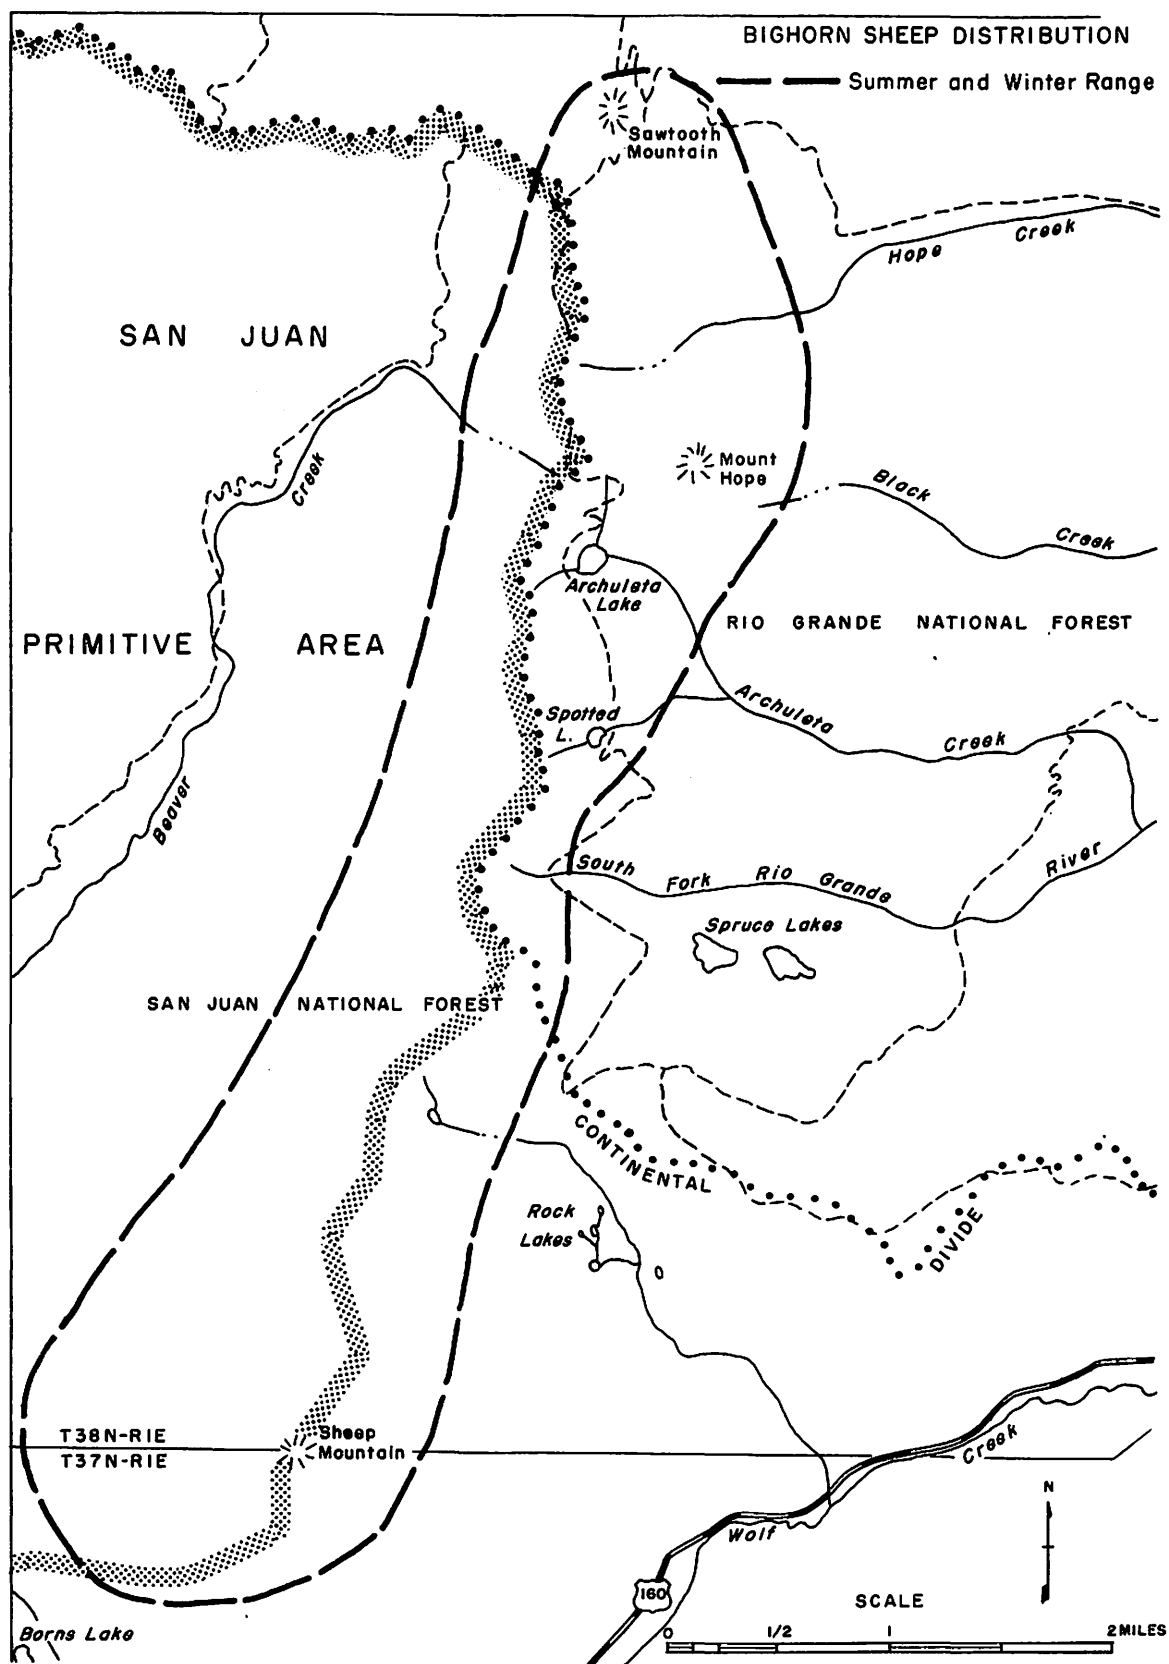 BIGHORN SHEEP DISTRIBUTION
Summer and Winter Range
Sawtooth
Mountain
Hope Creek
SAN JUAN
Mount
Hope
Creek
Black Creek
Archuleta
Lake
RIO GRANDE NATIONAL FOREST
PRIMITIVE AREA
Spotted
L.
Archuleta Creek
Beaver
South Fork Rio Grande River
Spruce Lakes
SAN JUAN NATIONAL FOREST
CONTINENTAL DIVIDE
Rock
Lakes
T38N-R1E
T37N-R1E
Sheep
Mountain
Wolf Creek
N
160
SCALE
0 1/2 1 2 MILES
Borns Lake